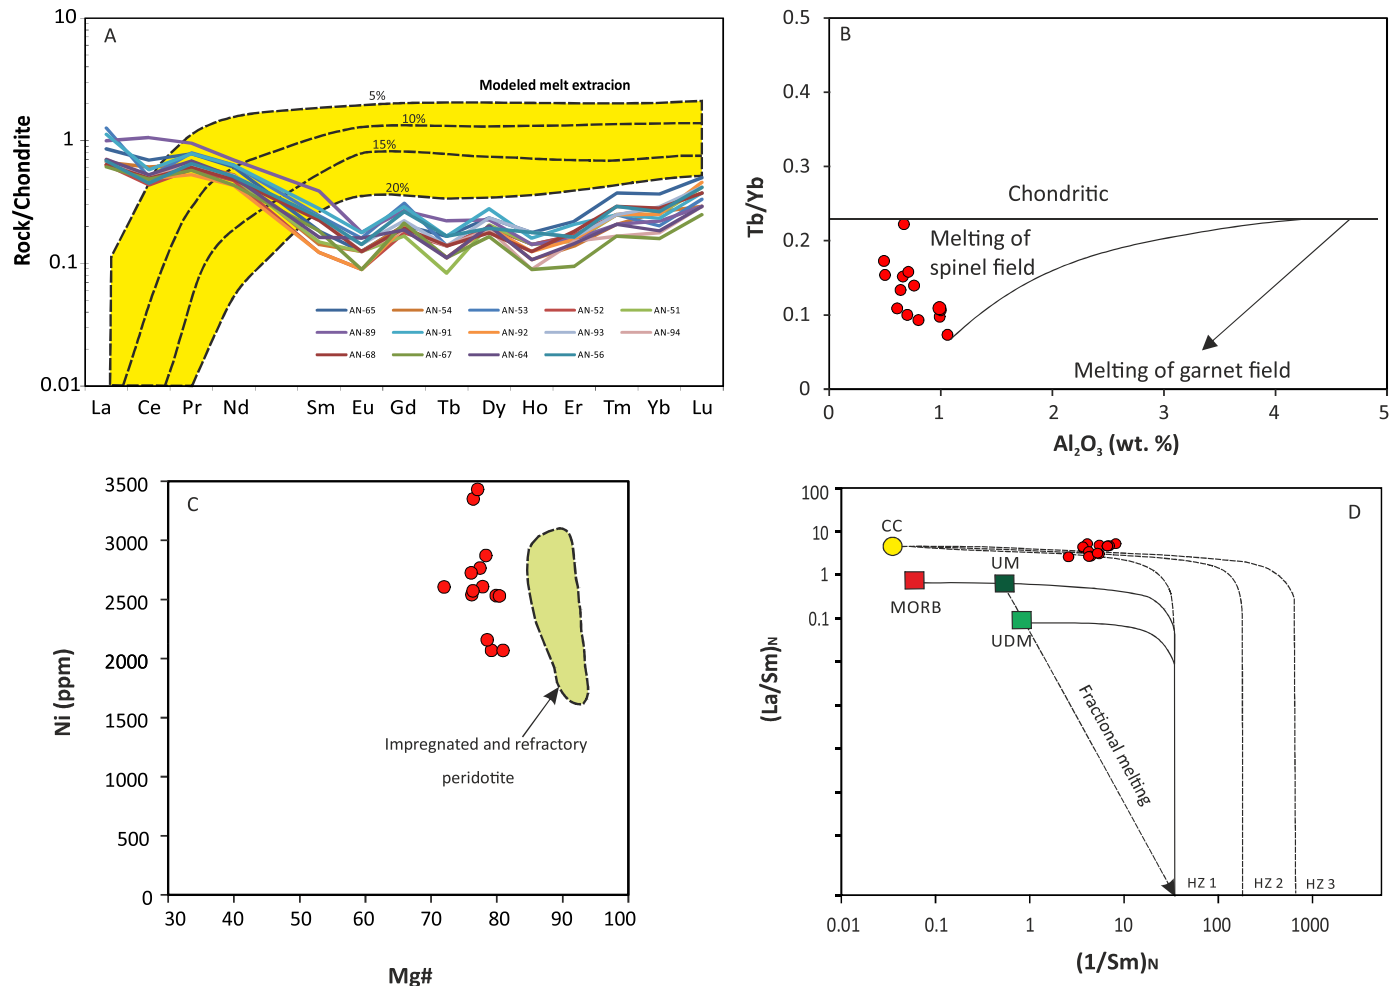 A
10
1
0.1
0.01
Rock/Chondrite
Modeled melt extracion
5%
10%
15%
20%
AN-65 AN-54 AN-53 AN-52 AN-51
AN-89 AN-91 AN-92 AN-93 AN-94
AN-68 AN-67 AN-64 AN-56
La Ce Pr Nd Sm Eu Gd Tb Dy Ho Er Tm Yb Lu
B
0.5
0.4
0.3
0.2
0.1
0
Tb/Yb
Chondritic
Melting of
spinel field
Melting of garnet field
0 1 2 3 4 5
Al₂O₃ (wt. %)
C
3500
3000
2500
2000
1500
1000
500
0
Ni (ppm)
Impregnated and refractory
peridotite
30 40 50 60 70 80 90 100
Mg#
D
100
10
1
0.1
(La/Sm)N
CC
UM
MORB
UDM
Fractional melting
HZ 1 HZ 2 HZ 3
0.01 0.1 1 10 100 1000
(1/Sm)N